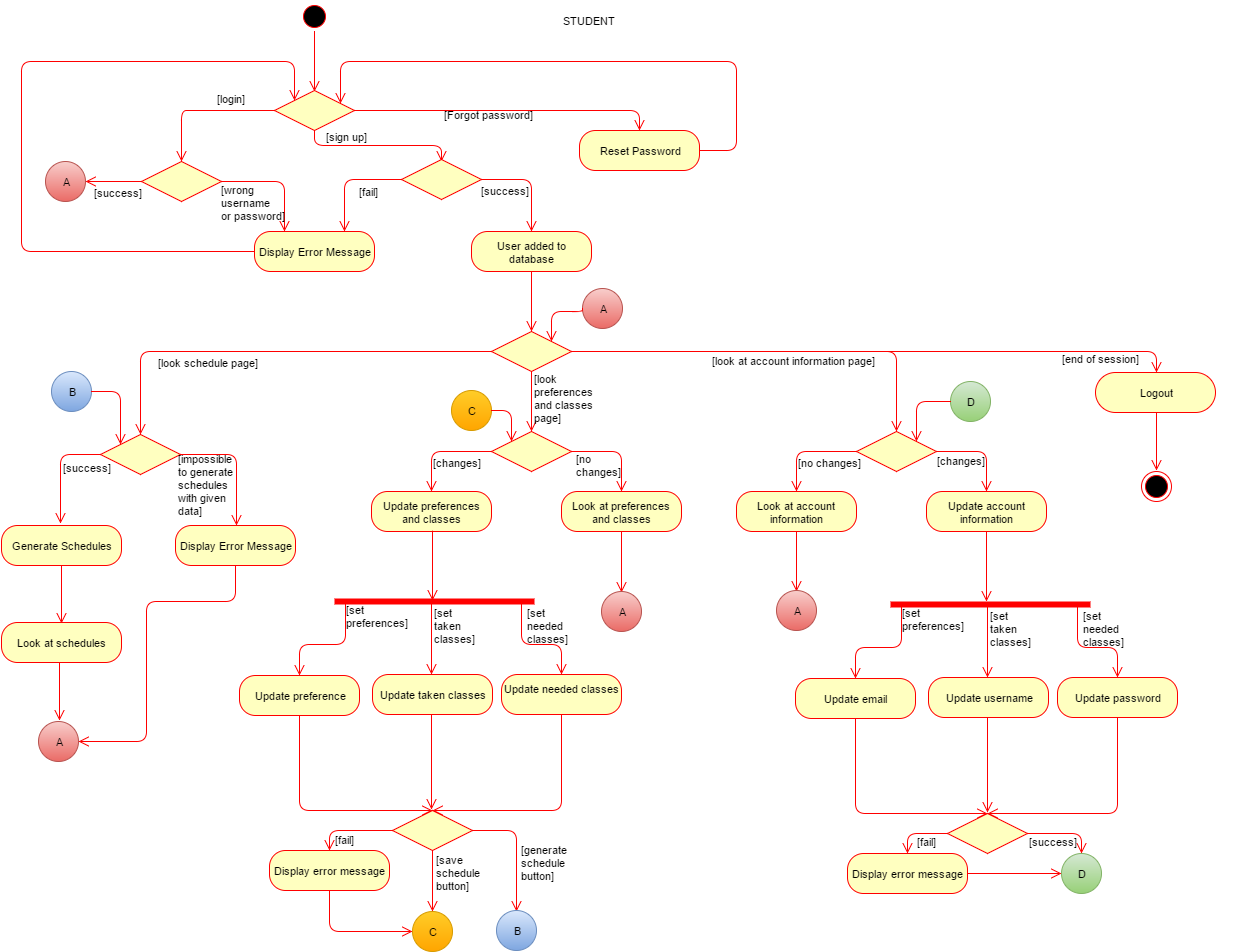 STUDENT
[login]
[Forgot password]
[sign up]
Reset Password
A
[success]
[wrong
username
or password]
[fail]
[success]
Display Error Message
User added to
database
A
[look schedule page]
[look
preferences
and classes
page]
[look at account information page]
[end of session]
B
C
D
Logout
[success]
[impossible
to generate
schedules
with given
data]
[changes]
[no
changes]
[no changes]
[changes]
Generate Schedules
Display Error Message
Update preferences
and classes
Look at preferences
and classes
Look at account
information
Update account
information
A
A
[set
preferences]
[set
taken
classes]
[set
needed
classes]
[set
preferences]
[set
taken
classes]
[set
needed
classes]
Look at schedules
Update preference
Update taken classes
Update needed classes
Update email
Update username
Update password
A
[fail]
[save
schedule
button]
[generate
schedule
button]
[fail]
[success]
Display error message
Display error message
D
C
B